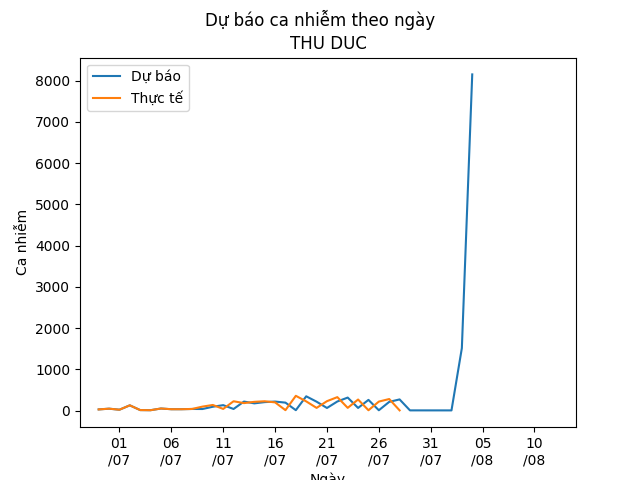 Dự báo ca nhiễm theo ngày
THU DUC
Dự báo
Thực tế
Ca nhiễm
8000
7000
6000
5000
4000
3000
2000
1000
0
01 06 11 16 21 26 31 05 10
/07 /07 /07 /07 /07 /07 /07 /08 /08
Ngày